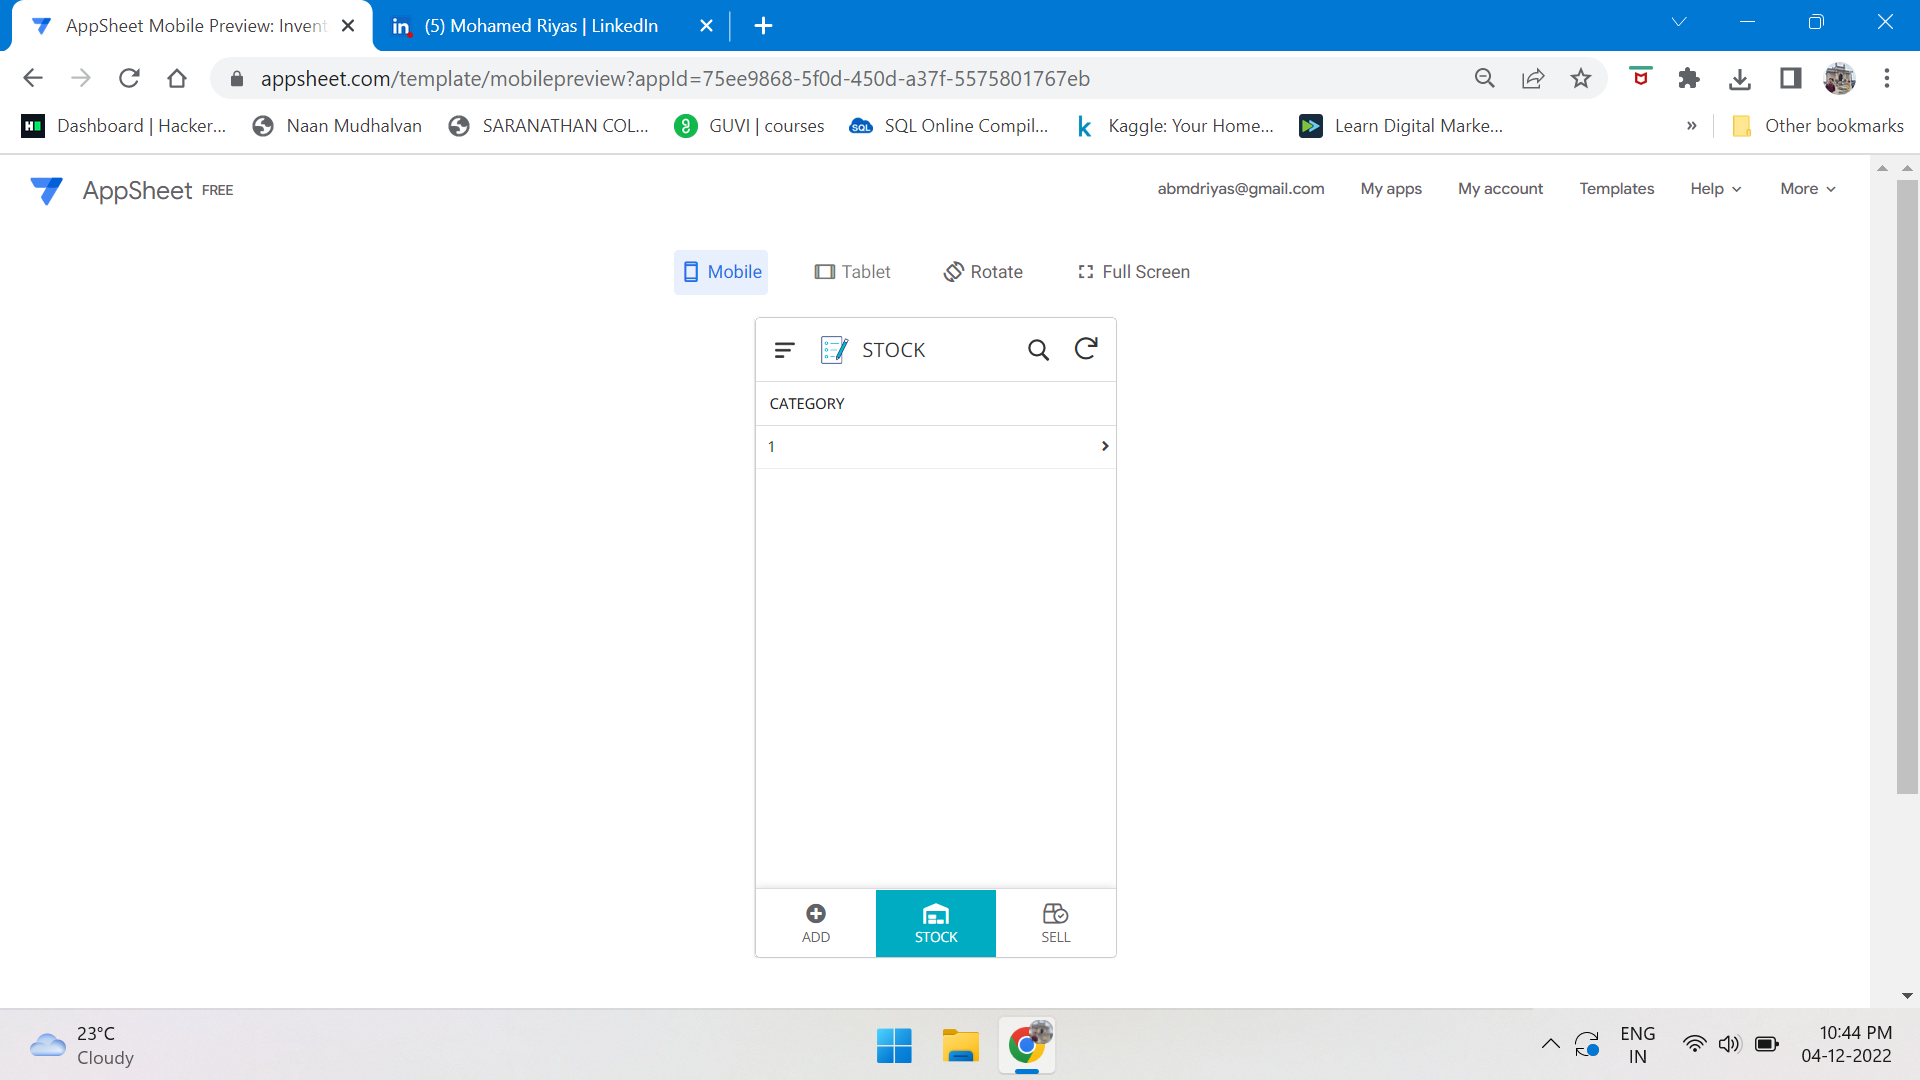 AppSheet Mobile Preview: Invent
(5) Mohamed Riyas | LinkedIn
appsheet.com/template/mobilepreview?appId=75ee9868-5f0d-450d-a37f-5575801767eb
Dashboard | Hacker...
Naan Mudhalvan
SARANATHAN COL...
GUVI | courses
SQL Online Compil...
Kaggle: Your Home...
Learn Digital Marke...
»
Other bookmarks
AppSheet FREE
abmdriyas@gmail.com
My apps
My account
Templates
Help
More
Mobile
Tablet
Rotate
Full Screen
STOCK
CATEGORY
1
ADD
STOCK
SELL
23°C
Cloudy
ENG
IN
10:44 PM
04-12-2022